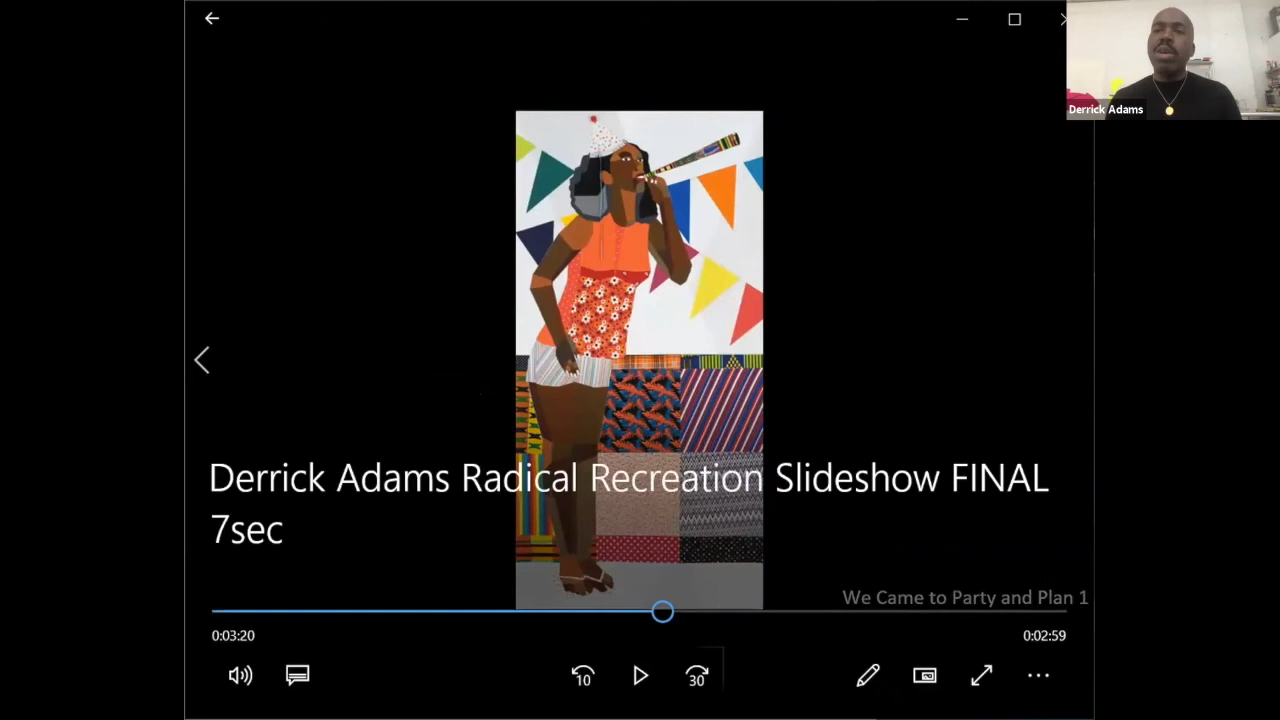 Derrick Adams
Derrick Adams Radical Recreation Slideshow FINAL
7sec
We Came to Party and Plan 1
0:03:20
0:02:59
10
30